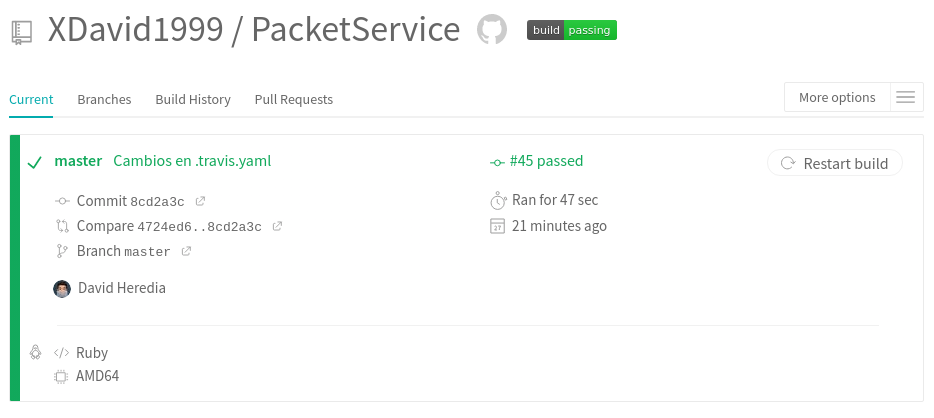 XDavid1999 / PacketService build passing
Current Branches Build History Pull Requests More options
master Cambios en .travis.yaml #45 passed Restart build
Commit 8cd2a3c Ran for 47 sec
Compare 4724ed6..8cd2a3c 27 21 minutes ago
Branch master
David Heredia
</> Ruby
AMD64